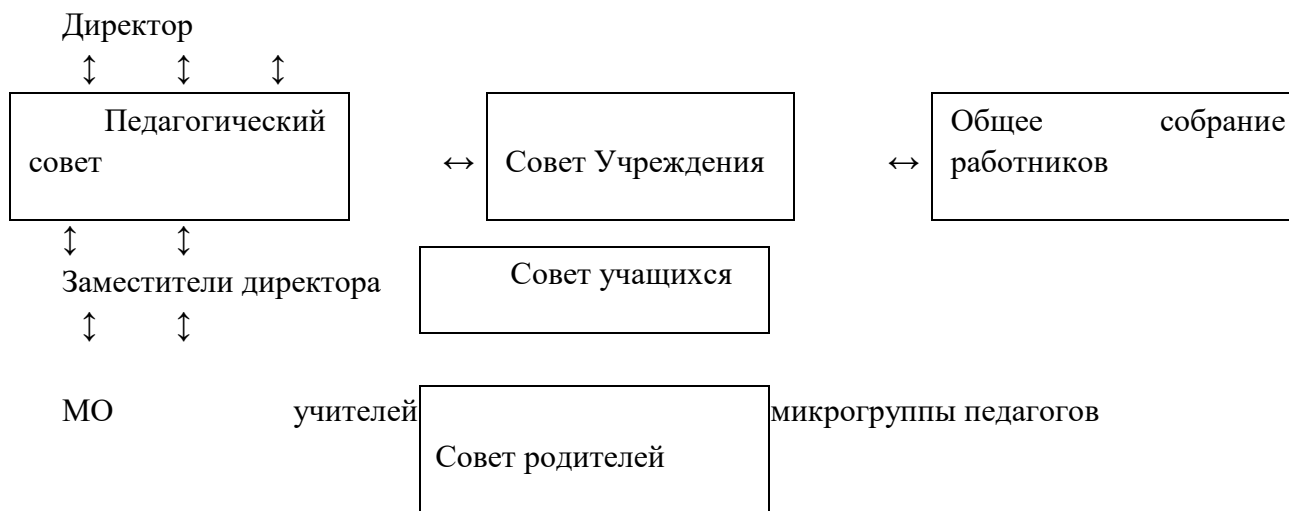 Директор
↕ ↕ ↕
Педагогический
совет
↔
Совет Учреждения
↔
Общее собрание
работников
↕ ↕
Заместители директора
Совет учащихся
↕ ↕
МО учителей
микрогруппы педагогов
Совет родителей